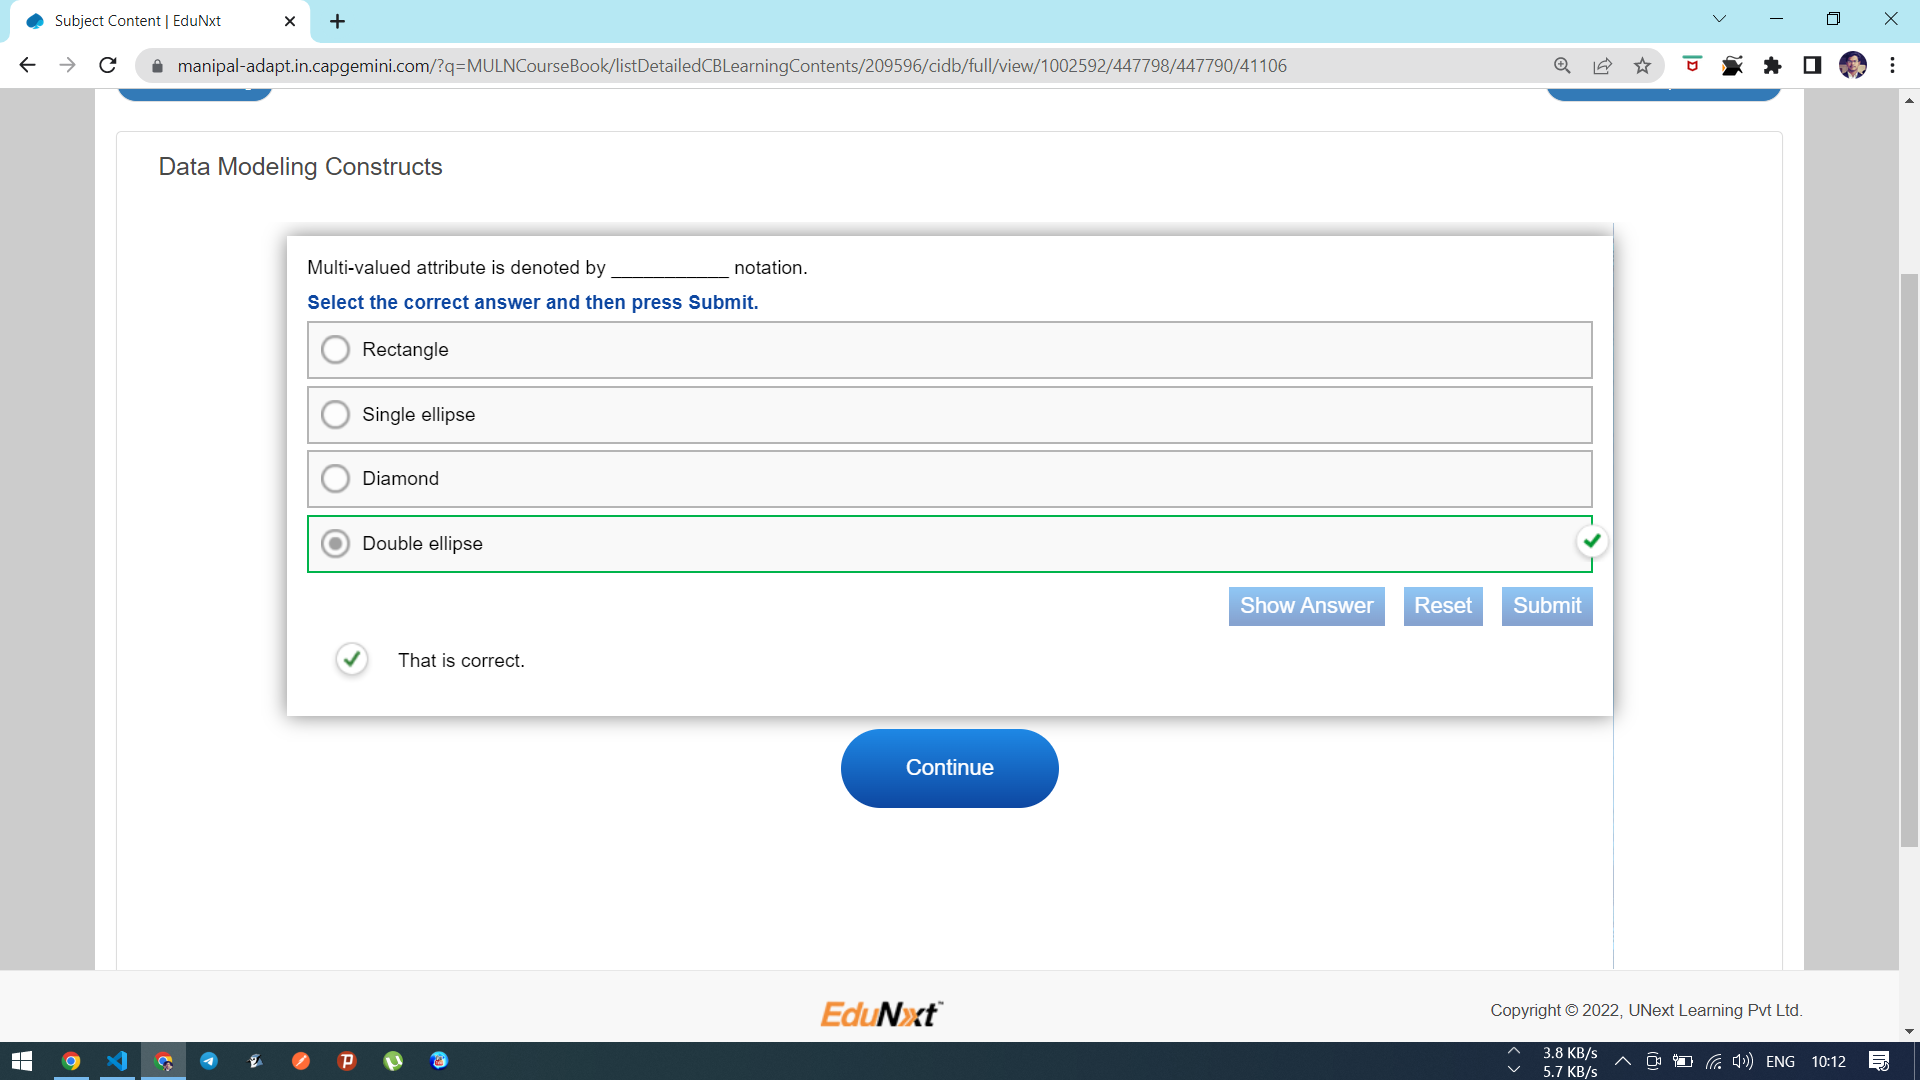 Subject Content | EduNxt
manipal-adapt.in.capgemini.com/?q=MULNCourseBook/listDetailedCBLearningContents/209596/cidb/full/view/1002592/447798/447790/41106
Data Modeling Constructs
Multi-valued attribute is denoted by ___________ notation.
Select the correct answer and then press Submit.
Rectangle
Single ellipse
Diamond
Double ellipse
Show Answer Reset Submit
That is correct.
Continue
EduNxt
Copyright © 2022, UNext Learning Pvt Ltd.
3.8 KB/s
5.7 KB/s
ENG 10:12